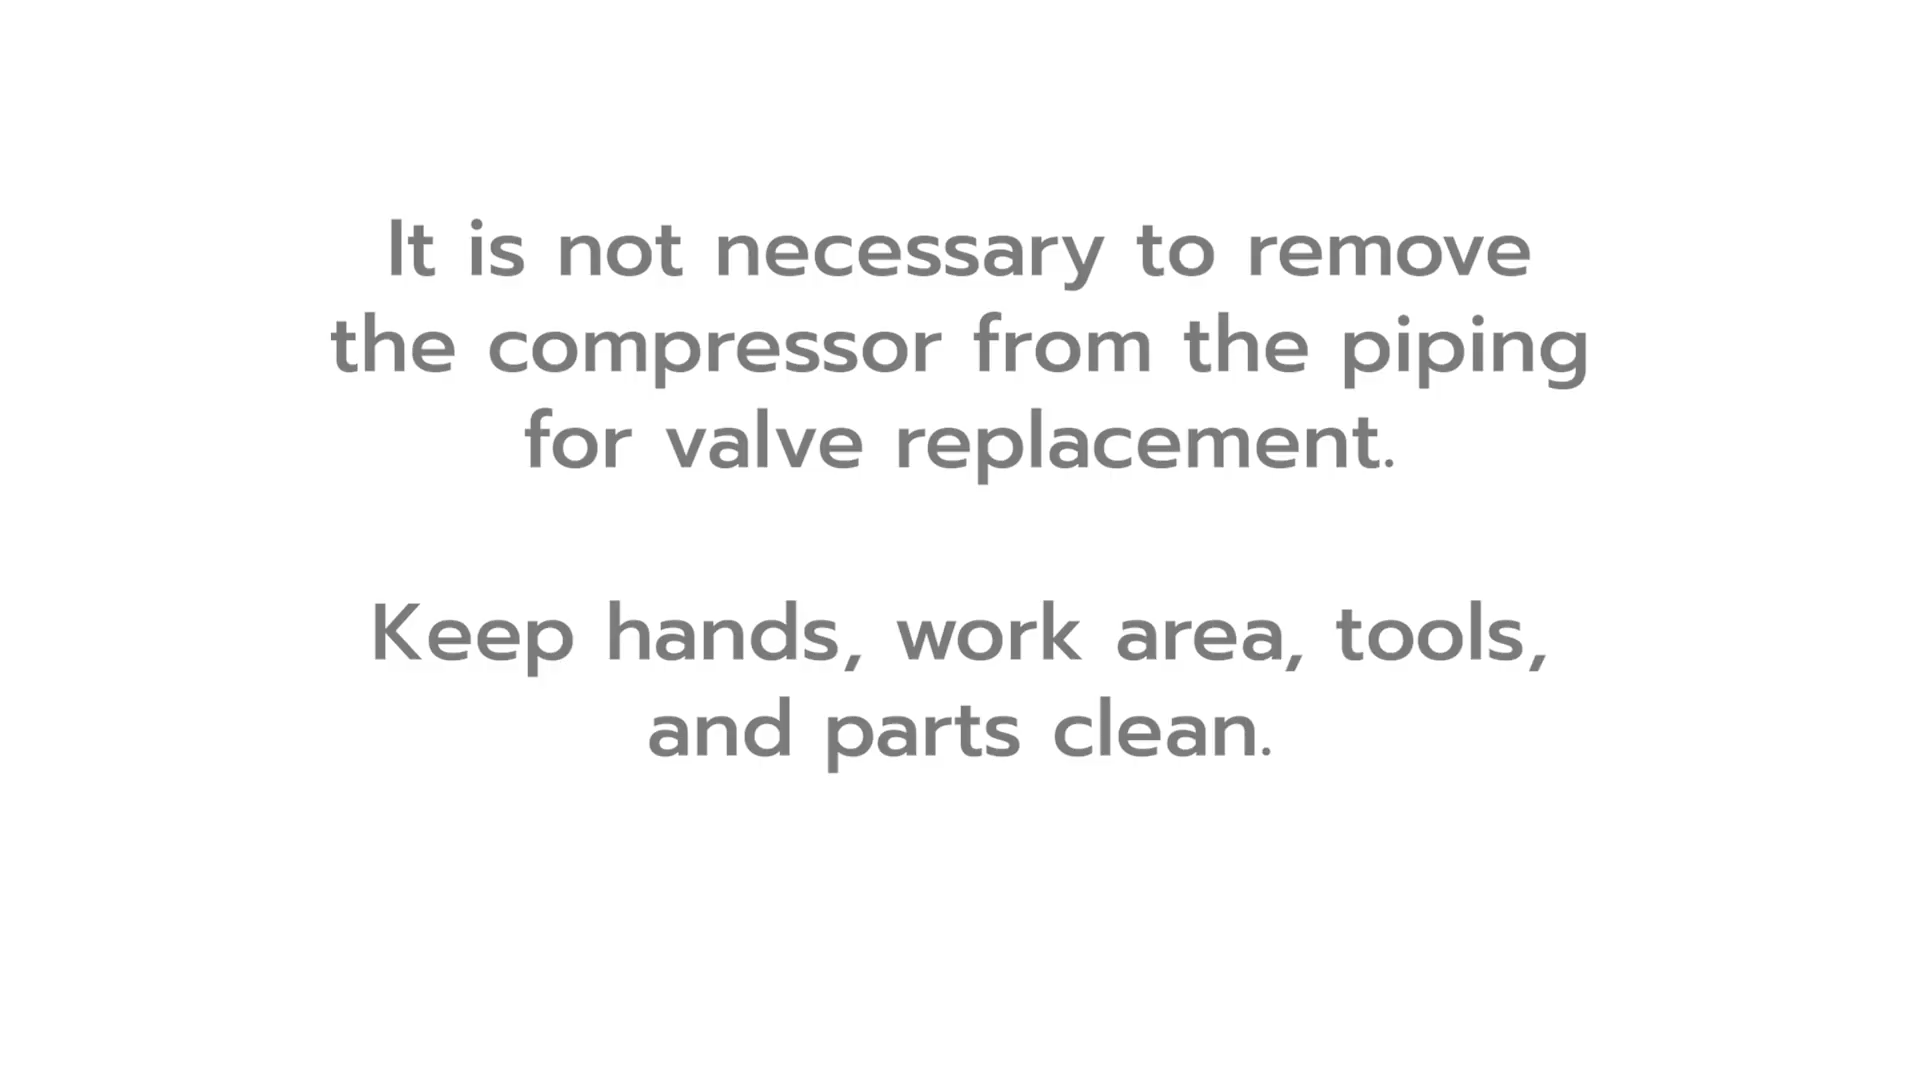 It is not necessary to remove
the compressor from the piping
for valve replacement.
Keep hands, work area, tools,
and parts clean.